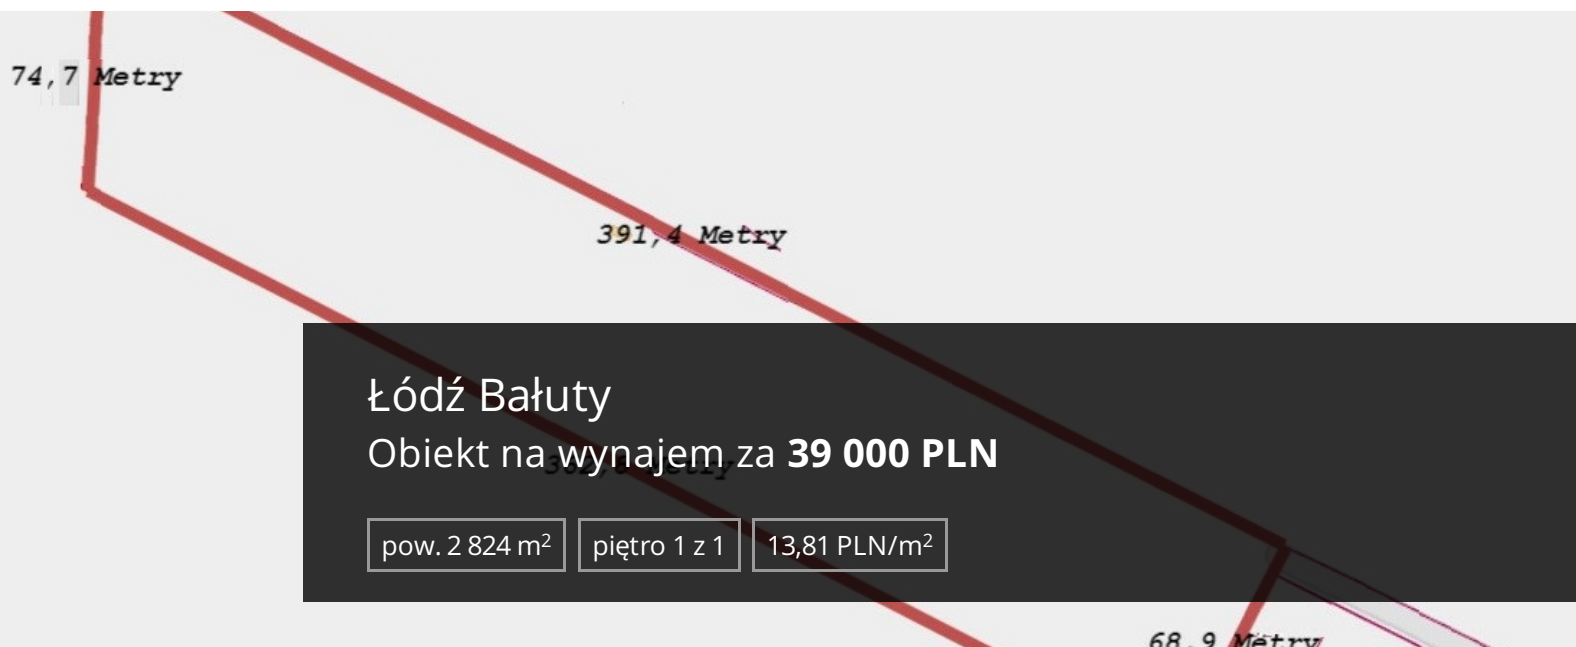 74,7 Metry
391,4 Metry
Łódź Bałuty
Obiekt na wynajem za 39 000 PLN
Metry
pow. 2 824 m²
piętro 1 z 1
13,81 PLN/m²
68,9 Metry